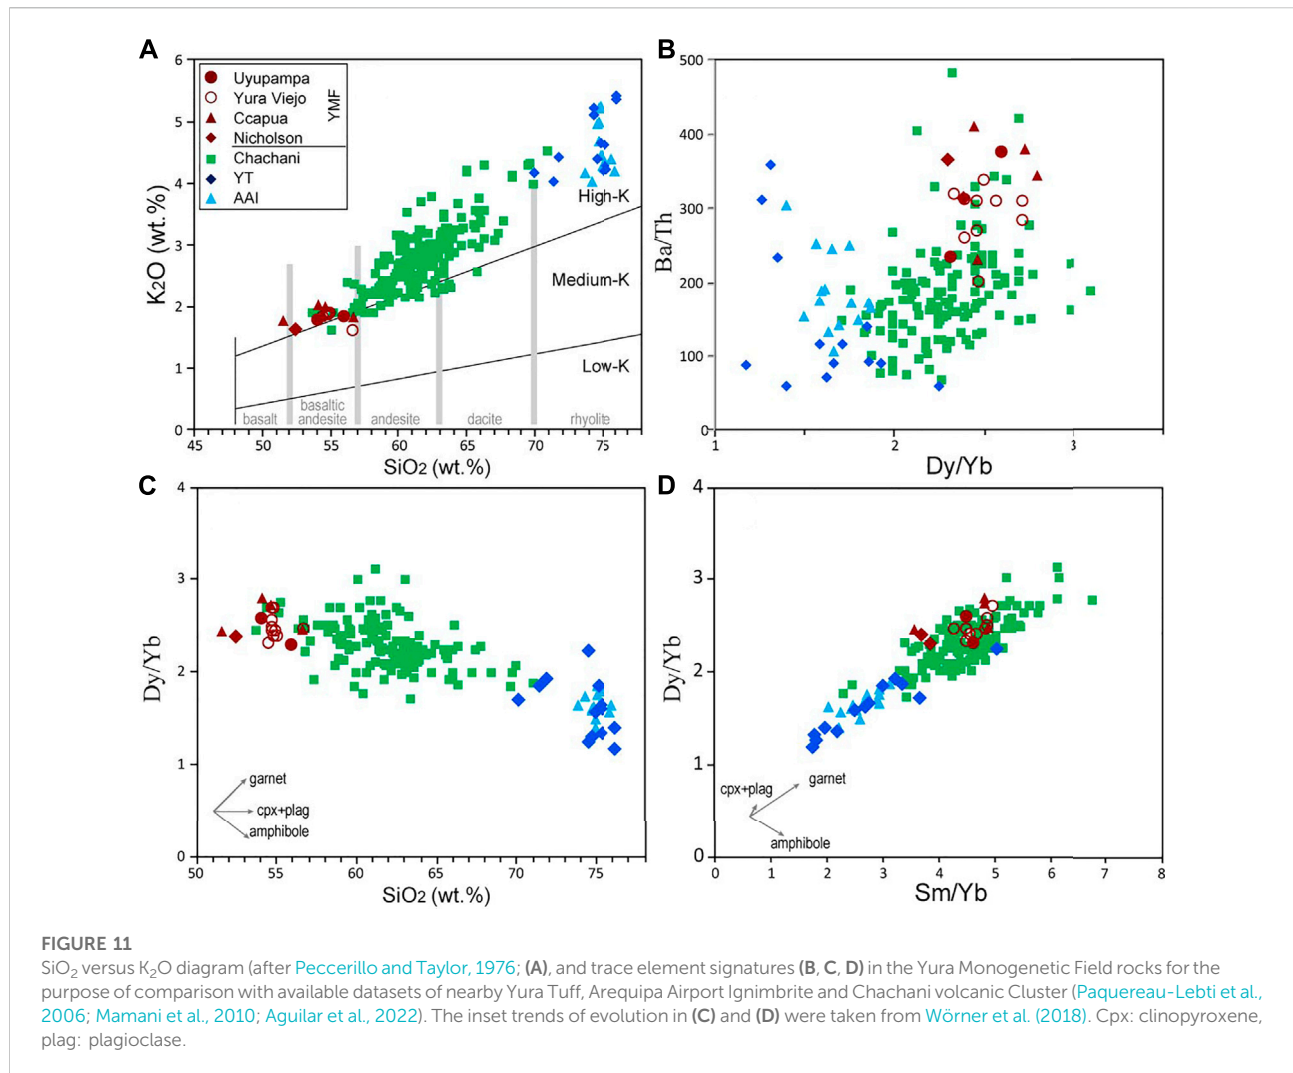 A
6
5
4
3
2
1
0
K2O (wt.%)
Uyupampa
Yura Viejo
Ccapua
Nicholson
YMF
Chachani
YT
AAI
High-K
Medium-K
Low-K
basalt
basaltic
andesite
andesite
dacite
rhyolite
45 50 55 60 65 70 75
SiO2 (wt.%)
B
500
400
300
200
100
0
Ba/Th
1 2 3
Dy/Yb
C
4
3
2
1
0
Dy/Yb
garnet
cpx+plag
amphibole
50 55 60 65 70 75
SiO2 (wt.%)
D
4
3
2
1
0
Dy/Yb
cpx+plag
garnet
amphibole
0 1 2 3 4 5 6 7 8
Sm/Yb
FIGURE 11
SiO2 versus K2O diagram (after Peccerillo and Taylor, 1976; (A), and trace element signatures (B, C, D) in the Yura Monogenetic Field rocks for the
purpose of comparison with available datasets of nearby Yura Tuff, Arequipa Airport Ignimbrite and Chachani volcanic Cluster (Paquereau-Lebti et al.,
2006; Mamani et al., 2010; Aguilar et al., 2022). The inset trends of evolution in (C) and (D) were taken from Wörner et al. (2018). Cpx: clinopyroxene,
plag: plagioclase.